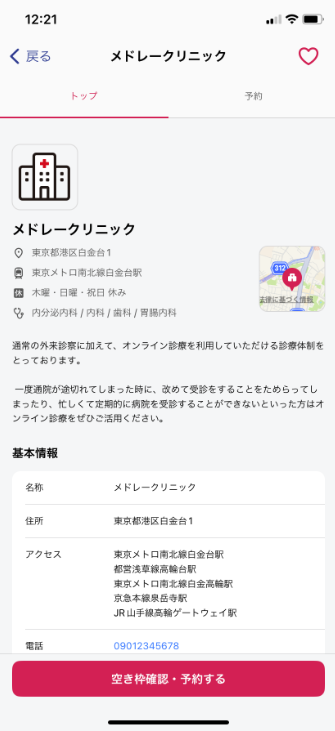 12:21
戻る
メドレークリニック
トップ
予約
メドレークリニック
東京都港区白金台1
東京メトロ南北線白金台駅
休 木曜・日曜・祝日 休み
内分泌内科 / 内科 / 歯科 / 胃腸内科
312
法律に基づく情報
通常の外来診察に加えて、オンライン診療を利用していただける診療体制を
とっております。
一度通院が途切れてしまった時に、改めて受診をすることをためらってし
まったり、忙しくて定期的に病院を受診することができないといった方はオ
ンライン診療をぜひご活用ください。
基本情報
名称 メドレークリニック
住所 東京都港区白金台1
アクセス 東京メトロ南北線白金台駅
都営浅草線高輪台駅
東京メトロ南北線白金高輪駅
京急本線泉岳寺駅
JR山手線高輪ゲートウェイ駅
電話 09012345678
空き枠確認・予約する